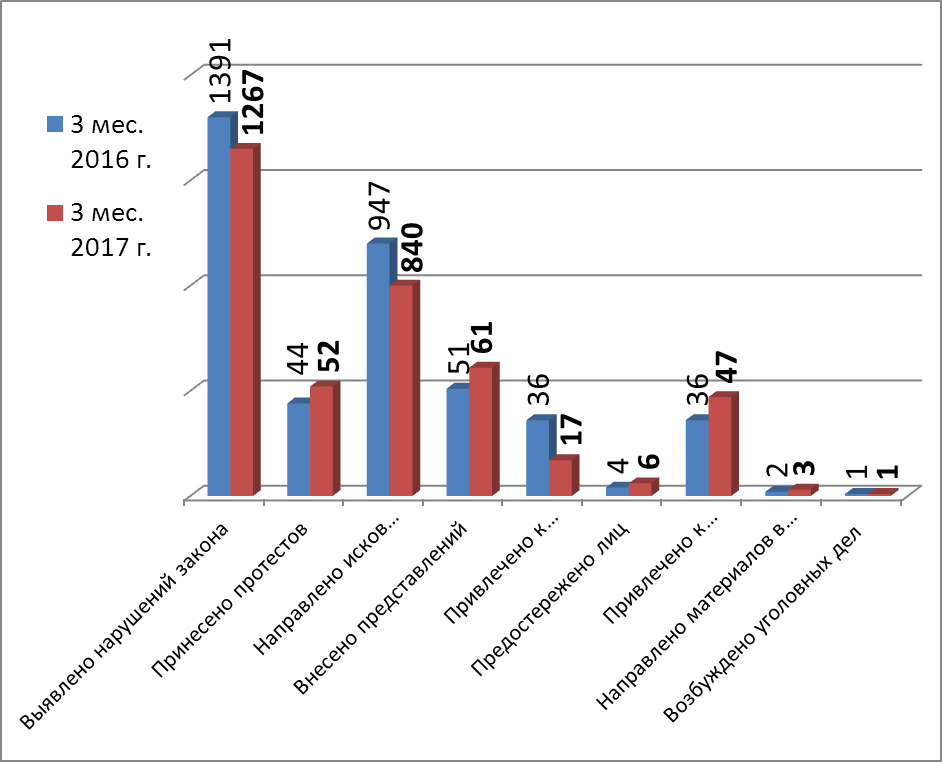 3 мес.
2016 г.
3 мес.
2017 г.
1391
1267
44
52
947
840
51
61
36
17
4
6
36
47
2
3
1
1
Выявлено нарушений закона
Принесено протестов
Направлено исков...
Внесено представлений
Привлечено к...
Предостережено лиц
Привлечено к...
Направлено материалов в...
Возбуждено уголовных дел